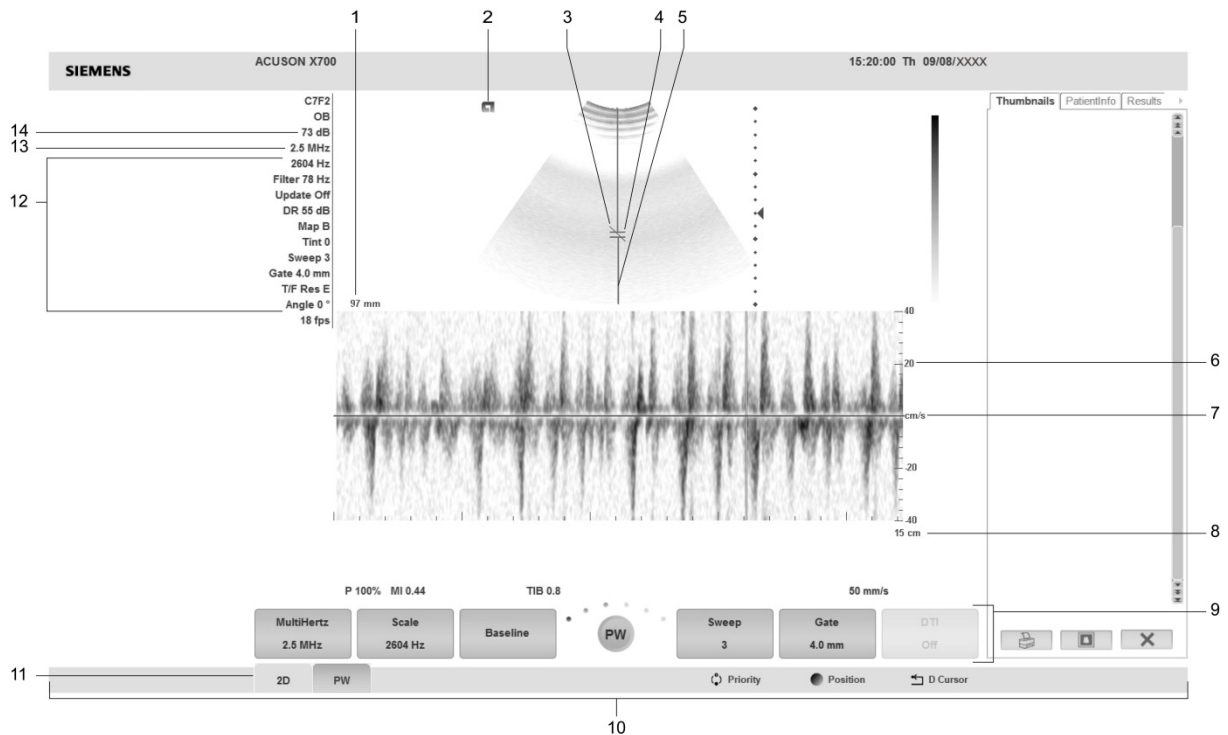 1 2 3 4 5
SIEMENS ACUSON X700 15:20:00 Th 09/08/XXXX
Thumbnails PatientInfo Results
C7F2
OB
14 73 dB
13 2.5 MHz
2604 Hz
Filter 78 Hz
12 Update Off
DR 55 dB
Map B
Tint 0
Sweep 3
Gate 4.0 mm
T/F Res E
Angle 0 ° 97 mm
18 fps
40
20 6
cm/s 7
-20
-40
15 cm 8
P 100% MI 0.44 TIB 0.8 50 mm/s
MultiHertz Scale Baseline PW Sweep Gate DTI 9
2.5 MHz 2604 Hz 3 4.0 mm Off
11 2D PW Priority Position D Cursor
10